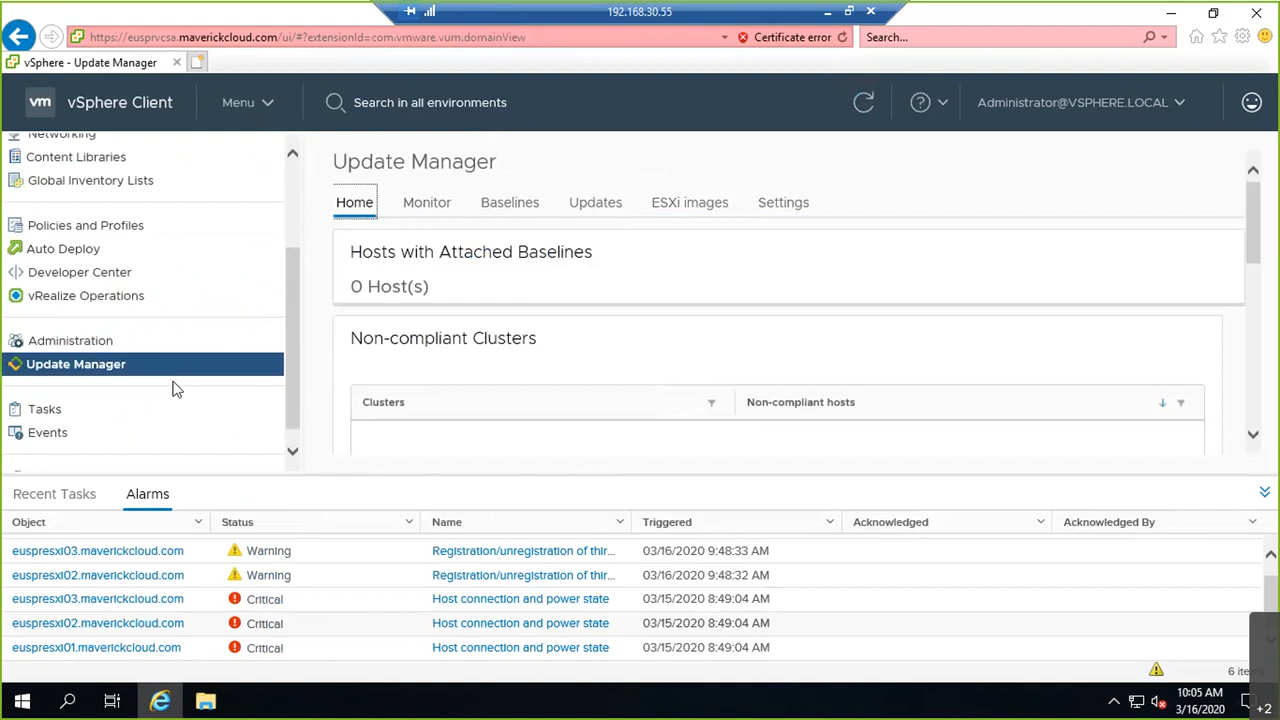 192.168.30.55
https://eusprvcsa.maverickcloud.com/ui/#?extensionId=com.vmware.vum.domainView
Certificate error
Search...
vSphere - Update Manager
vm vSphere Client
Menu
Search in all environments
Administrator@VSPHERE.LOCAL
Networking
Content Libraries
Global Inventory Lists
Policies and Profiles
Auto Deploy
Developer Center
vRealize Operations
Administration
Update Manager
Tasks
Events
Update Manager
Home Monitor Baselines Updates ESXi images Settings
Hosts with Attached Baselines
0 Host(s)
Non-compliant Clusters
Clusters Non-compliant hosts
Recent Tasks Alarms
Object Status Name Triggered Acknowledged Acknowledged By
euspresxi03.maverickcloud.com Warning Registration/unregistration of thir... 03/16/2020 9:48:33 AM
euspresxi02.maverickcloud.com Warning Registration/unregistration of thir... 03/16/2020 9:48:32 AM
euspresxi03.maverickcloud.com Critical Host connection and power state 03/15/2020 8:49:04 AM
euspresxi02.maverickcloud.com Critical Host connection and power state 03/15/2020 8:49:04 AM
euspresxi01.maverickcloud.com Critical Host connection and power state 03/15/2020 8:49:04 AM
6 ite
10:05 AM
3/16/2020
+2